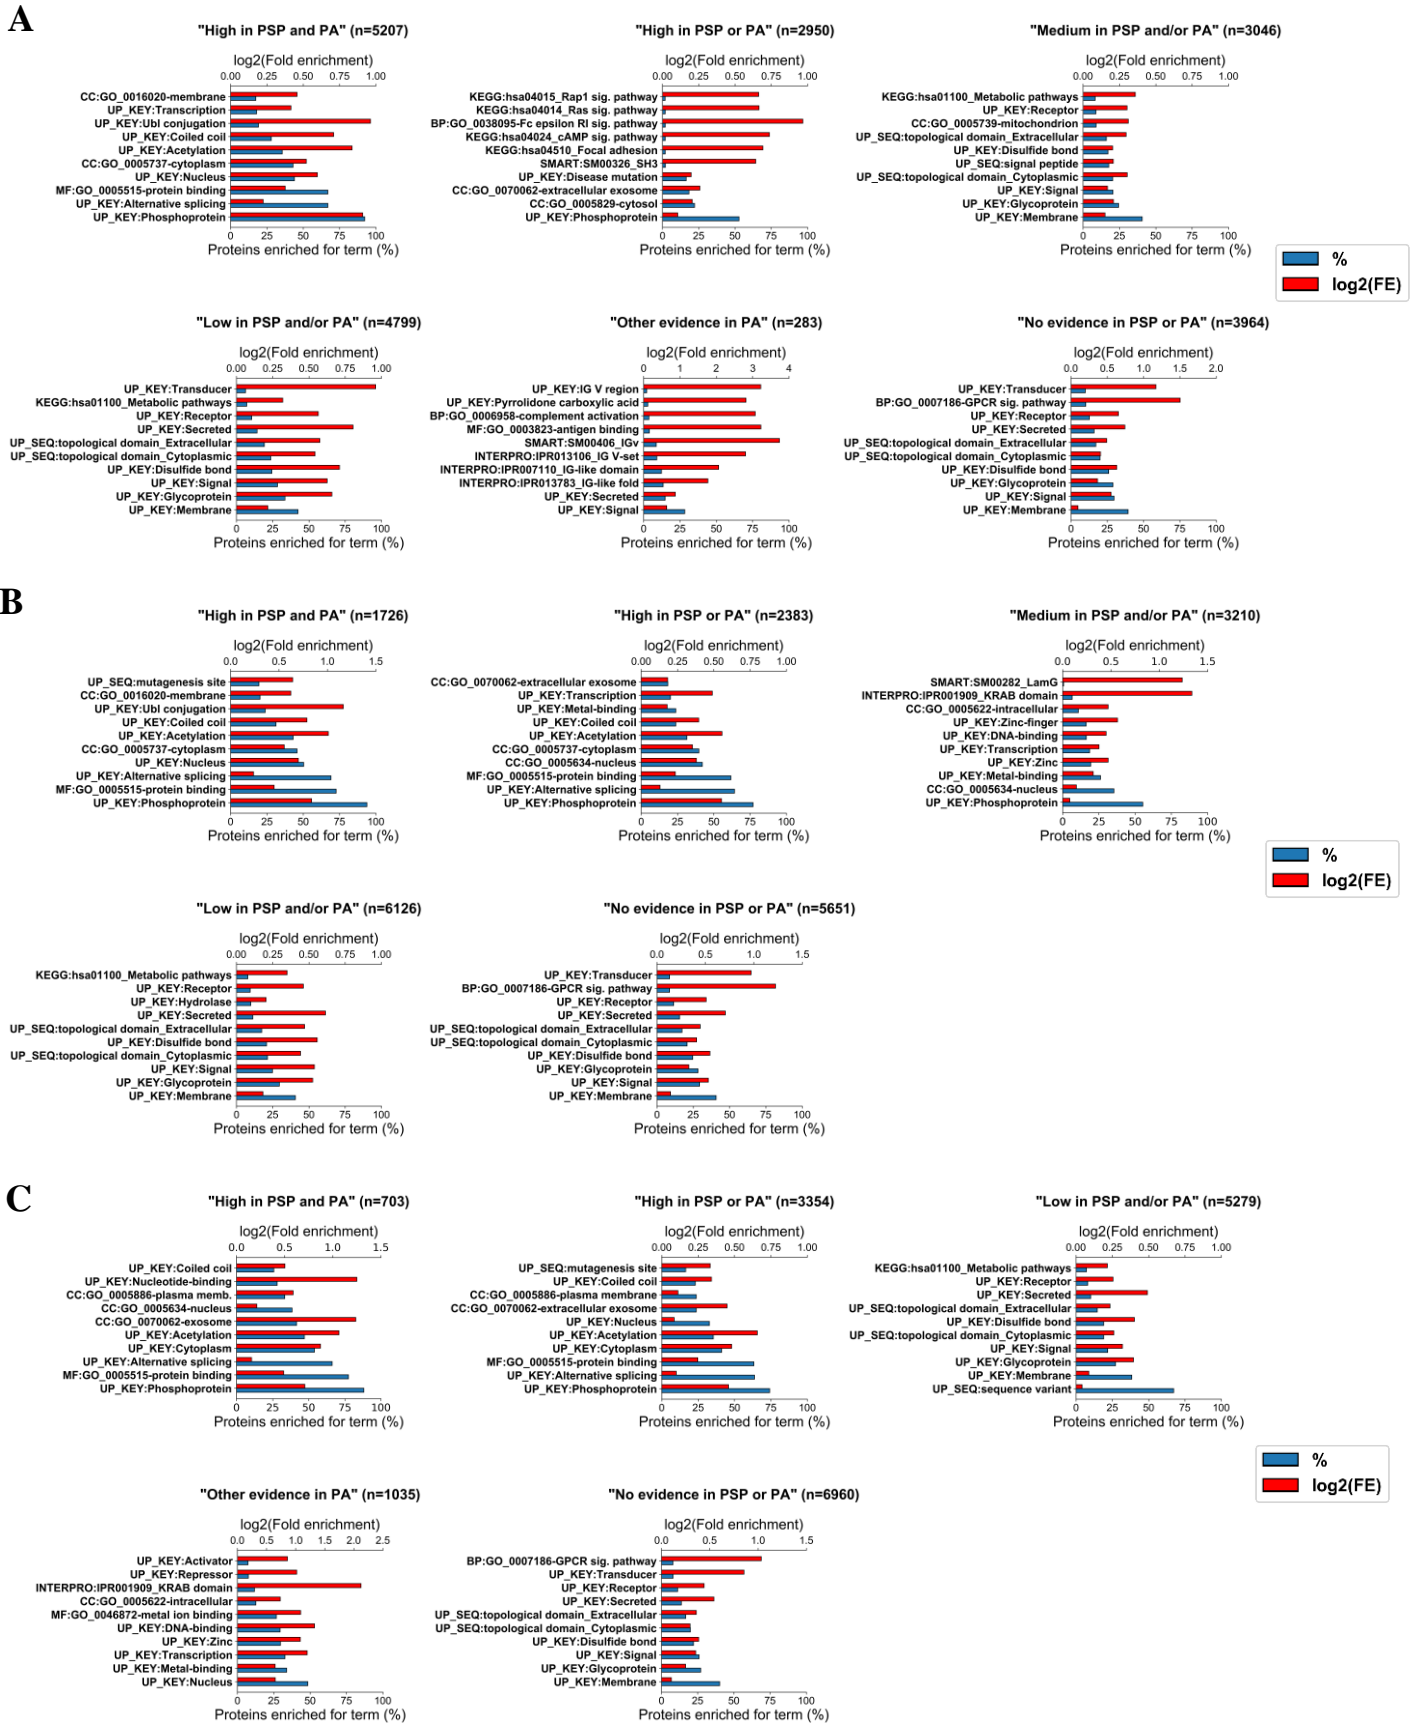 A
"High in PSP and PA" (n=5207)
log2(Fold enrichment)
0.00 0.25 0.50 0.75 1.00
CC:GO_0016020-membrane
UP_KEY:Transcription
UP_KEY:Ubl conjugation
UP_KEY:Coiled coil
UP_KEY:Acetylation
CC:GO_0005737-cytoplasm
UP_KEY:Nucleus
MF:GO_0005515-protein binding
UP_KEY:Alternative splicing
UP_KEY:Phosphoprotein
0 25 50 75 100
Proteins enriched for term (%)
"High in PSP or PA" (n=2950)
log2(Fold enrichment)
0.00 0.25 0.50 0.75 1.00
KEGG:hsa04015_Rap1 sig. pathway
KEGG:hsa04014_Ras sig. pathway
BP:GO_0038095-Fc epsilon RI sig. pathway
KEGG:hsa04024_cAMP sig. pathway
KEGG:hsa04510_Focal adhesion
SMART:SM00326_SH3
UP_KEY:Disease mutation
CC:GO_0070062-extracellular exosome
CC:GO_0005829-cytosol
UP_KEY:Phosphoprotein
0 25 50 75 100
Proteins enriched for term (%)
"Medium in PSP and/or PA" (n=3046)
log2(Fold enrichment)
0.00 0.25 0.50 0.75 1.00
KEGG:hsa01100_Metabolic pathways
UP_KEY:Receptor
CC:GO_0005739-mitochondrion
UP_SEQ:topological domain_Extracellular
UP_KEY:Disulfide bond
UP_SEQ:signal peptide
UP_SEQ:topological domain_Cytoplasmic
UP_KEY:Signal
UP_KEY:Glycoprotein
UP_KEY:Membrane
0 25 50 75 100
Proteins enriched for term (%)
%
log2(FE)
"Low in PSP and/or PA" (n=4799)
log2(Fold enrichment)
0.00 0.25 0.50 0.75 1.00
UP_KEY:Transducer
KEGG:hsa01100_Metabolic pathways
UP_KEY:Receptor
UP_KEY:Secreted
UP_SEQ:topological domain_Extracellular
UP_SEQ:topological domain_Cytoplasmic
UP_KEY:Disulfide bond
UP_KEY:Signal
UP_KEY:Glycoprotein
UP_KEY:Membrane
0 25 50 75 100
Proteins enriched for term (%)
"Other evidence in PA" (n=283)
log2(Fold enrichment)
0 1 2 3 4
UP_KEY:IG V region
UP_KEY:Pyrrolidone carboxylic acid
BP:GO_0006958-complement activation
MF:GO_0003823-antigen binding
SMART:SM00406_IGv
INTERPRO:IPR013106_IG V-set
INTERPRO:IPR007110_IG-like domain
INTERPRO:IPR013783_IG-like fold
UP_KEY:Secreted
UP_KEY:Signal
0 25 50 75 100
Proteins enriched for term (%)
"No evidence in PSP or PA" (n=3964)
log2(Fold enrichment)
0.0 0.5 1.0 1.5 2.0
UP_KEY:Transducer
BP:GO_0007186-GPCR sig. pathway
UP_KEY:Receptor
UP_KEY:Secreted
UP_SEQ:topological domain_Extracellular
UP_SEQ:topological domain_Cytoplasmic
UP_KEY:Disulfide bond
UP_KEY:Glycoprotein
UP_KEY:Signal
UP_KEY:Membrane
0 25 50 75 100
Proteins enriched for term (%)
B
"High in PSP and PA" (n=1726)
log2(Fold enrichment)
0.0 0.5 1.0 1.5
UP_SEQ:mutagenesis site
CC:GO_0016020-membrane
UP_KEY:Ubl conjugation
UP_KEY:Coiled coil
UP_KEY:Acetylation
CC:GO_0005737-cytoplasm
UP_KEY:Nucleus
UP_KEY:Alternative splicing
MF:GO_0005515-protein binding
UP_KEY:Phosphoprotein
0 25 50 75 100
Proteins enriched for term (%)
"High in PSP or PA" (n=2383)
log2(Fold enrichment)
0.00 0.25 0.50 0.75 1.00
CC:GO_0070062-extracellular exosome
UP_KEY:Transcription
UP_KEY:Metal-binding
UP_KEY:Coiled coil
UP_KEY:Acetylation
CC:GO_0005737-cytoplasm
CC:GO_0005634-nucleus
MF:GO_0005515-protein binding
UP_KEY:Alternative splicing
UP_KEY:Phosphoprotein
0 25 50 75 100
Proteins enriched for term (%)
"Medium in PSP and/or PA" (n=3210)
log2(Fold enrichment)
0.0 0.5 1.0 1.5
SMART:SM00282_LamG
INTERPRO:IPR001909_KRAB domain
CC:GO_0005622-intracellular
UP_KEY:Zinc-finger
UP_KEY:DNA-binding
UP_KEY:Transcription
UP_KEY:Zinc
UP_KEY:Metal-binding
CC:GO_0005634-nucleus
UP_KEY:Phosphoprotein
0 25 50 75 100
Proteins enriched for term (%)
%
log2(FE)
"Low in PSP and/or PA" (n=6126)
log2(Fold enrichment)
0.00 0.25 0.50 0.75 1.00
KEGG:hsa01100_Metabolic pathways
UP_KEY:Receptor
UP_KEY:Hydrolase
UP_KEY:Secreted
UP_SEQ:topological domain_Extracellular
UP_KEY:Disulfide bond
UP_SEQ:topological domain_Cytoplasmic
UP_KEY:Signal
UP_KEY:Glycoprotein
UP_KEY:Membrane
0 25 50 75 100
Proteins enriched for term (%)
"No evidence in PSP or PA" (n=5651)
log2(Fold enrichment)
0.0 0.5 1.0 1.5
UP_KEY:Transducer
BP:GO_0007186-GPCR sig. pathway
UP_KEY:Receptor
UP_KEY:Secreted
UP_SEQ:topological domain_Extracellular
UP_SEQ:topological domain_Cytoplasmic
UP_KEY:Disulfide bond
UP_KEY:Glycoprotein
UP_KEY:Signal
UP_KEY:Membrane
0 25 50 75 100
Proteins enriched for term (%)
C
"High in PSP and PA" (n=703)
log2(Fold enrichment)
0.0 0.5 1.0 1.5
UP_KEY:Coiled coil
UP_KEY:Nucleotide-binding
CC:GO_0005886-plasma memb.
CC:GO_0005634-nucleus
CC:GO_0070062-exosome
UP_KEY:Acetylation
UP_KEY:Cytoplasm
UP_KEY:Alternative splicing
MF:GO_0005515-protein binding
UP_KEY:Phosphoprotein
0 25 50 75 100
Proteins enriched for term (%)
"High in PSP or PA" (n=3354)
log2(Fold enrichment)
0.00 0.25 0.50 0.75 1.00
UP_SEQ:mutagenesis site
UP_KEY:Coiled coil
CC:GO_0005886-plasma membrane
CC:GO_0070062-extracellular exosome
UP_KEY:Nucleus
UP_KEY:Acetylation
UP_KEY:Cytoplasm
MF:GO_0005515-protein binding
UP_KEY:Alternative splicing
UP_KEY:Phosphoprotein
0 25 50 75 100
Proteins enriched for term (%)
"Low in PSP and/or PA" (n=5279)
log2(Fold enrichment)
0.00 0.25 0.50 0.75 1.00
KEGG:hsa01100_Metabolic pathways
UP_KEY:Receptor
UP_KEY:Secreted
UP_SEQ:topological domain_Extracellular
UP_KEY:Disulfide bond
UP_SEQ:topological domain_Cytoplasmic
UP_KEY:Signal
UP_KEY:Glycoprotein
UP_KEY:Membrane
UP_SEQ:sequence variant
0 25 50 75 100
Proteins enriched for term (%)
%
log2(FE)
"Other evidence in PA" (n=1035)
log2(Fold enrichment)
0.0 0.5 1.0 1.5 2.0 2.5
UP_KEY:Activator
UP_KEY:Repressor
INTERPRO:IPR001909_KRAB domain
CC:GO_0005622-intracellular
MF:GO_0046872-metal ion binding
UP_KEY:DNA-binding
UP_KEY:Zinc
UP_KEY:Transcription
UP_KEY:Metal-binding
UP_KEY:Nucleus
0 25 50 75 100
Proteins enriched for term (%)
"No evidence in PSP or PA" (n=6960)
log2(Fold enrichment)
0.0 0.5 1.0 1.5
BP:GO_0007186-GPCR sig. pathway
UP_KEY:Transducer
UP_KEY:Receptor
UP_KEY:Secreted
UP_SEQ:topological domain_Extracellular
UP_SEQ:topological domain_Cytoplasmic
UP_KEY:Disulfide bond
UP_KEY:Signal
UP_KEY:Glycoprotein
UP_KEY:Membrane
0 25 50 75 100
Proteins enriched for term (%)